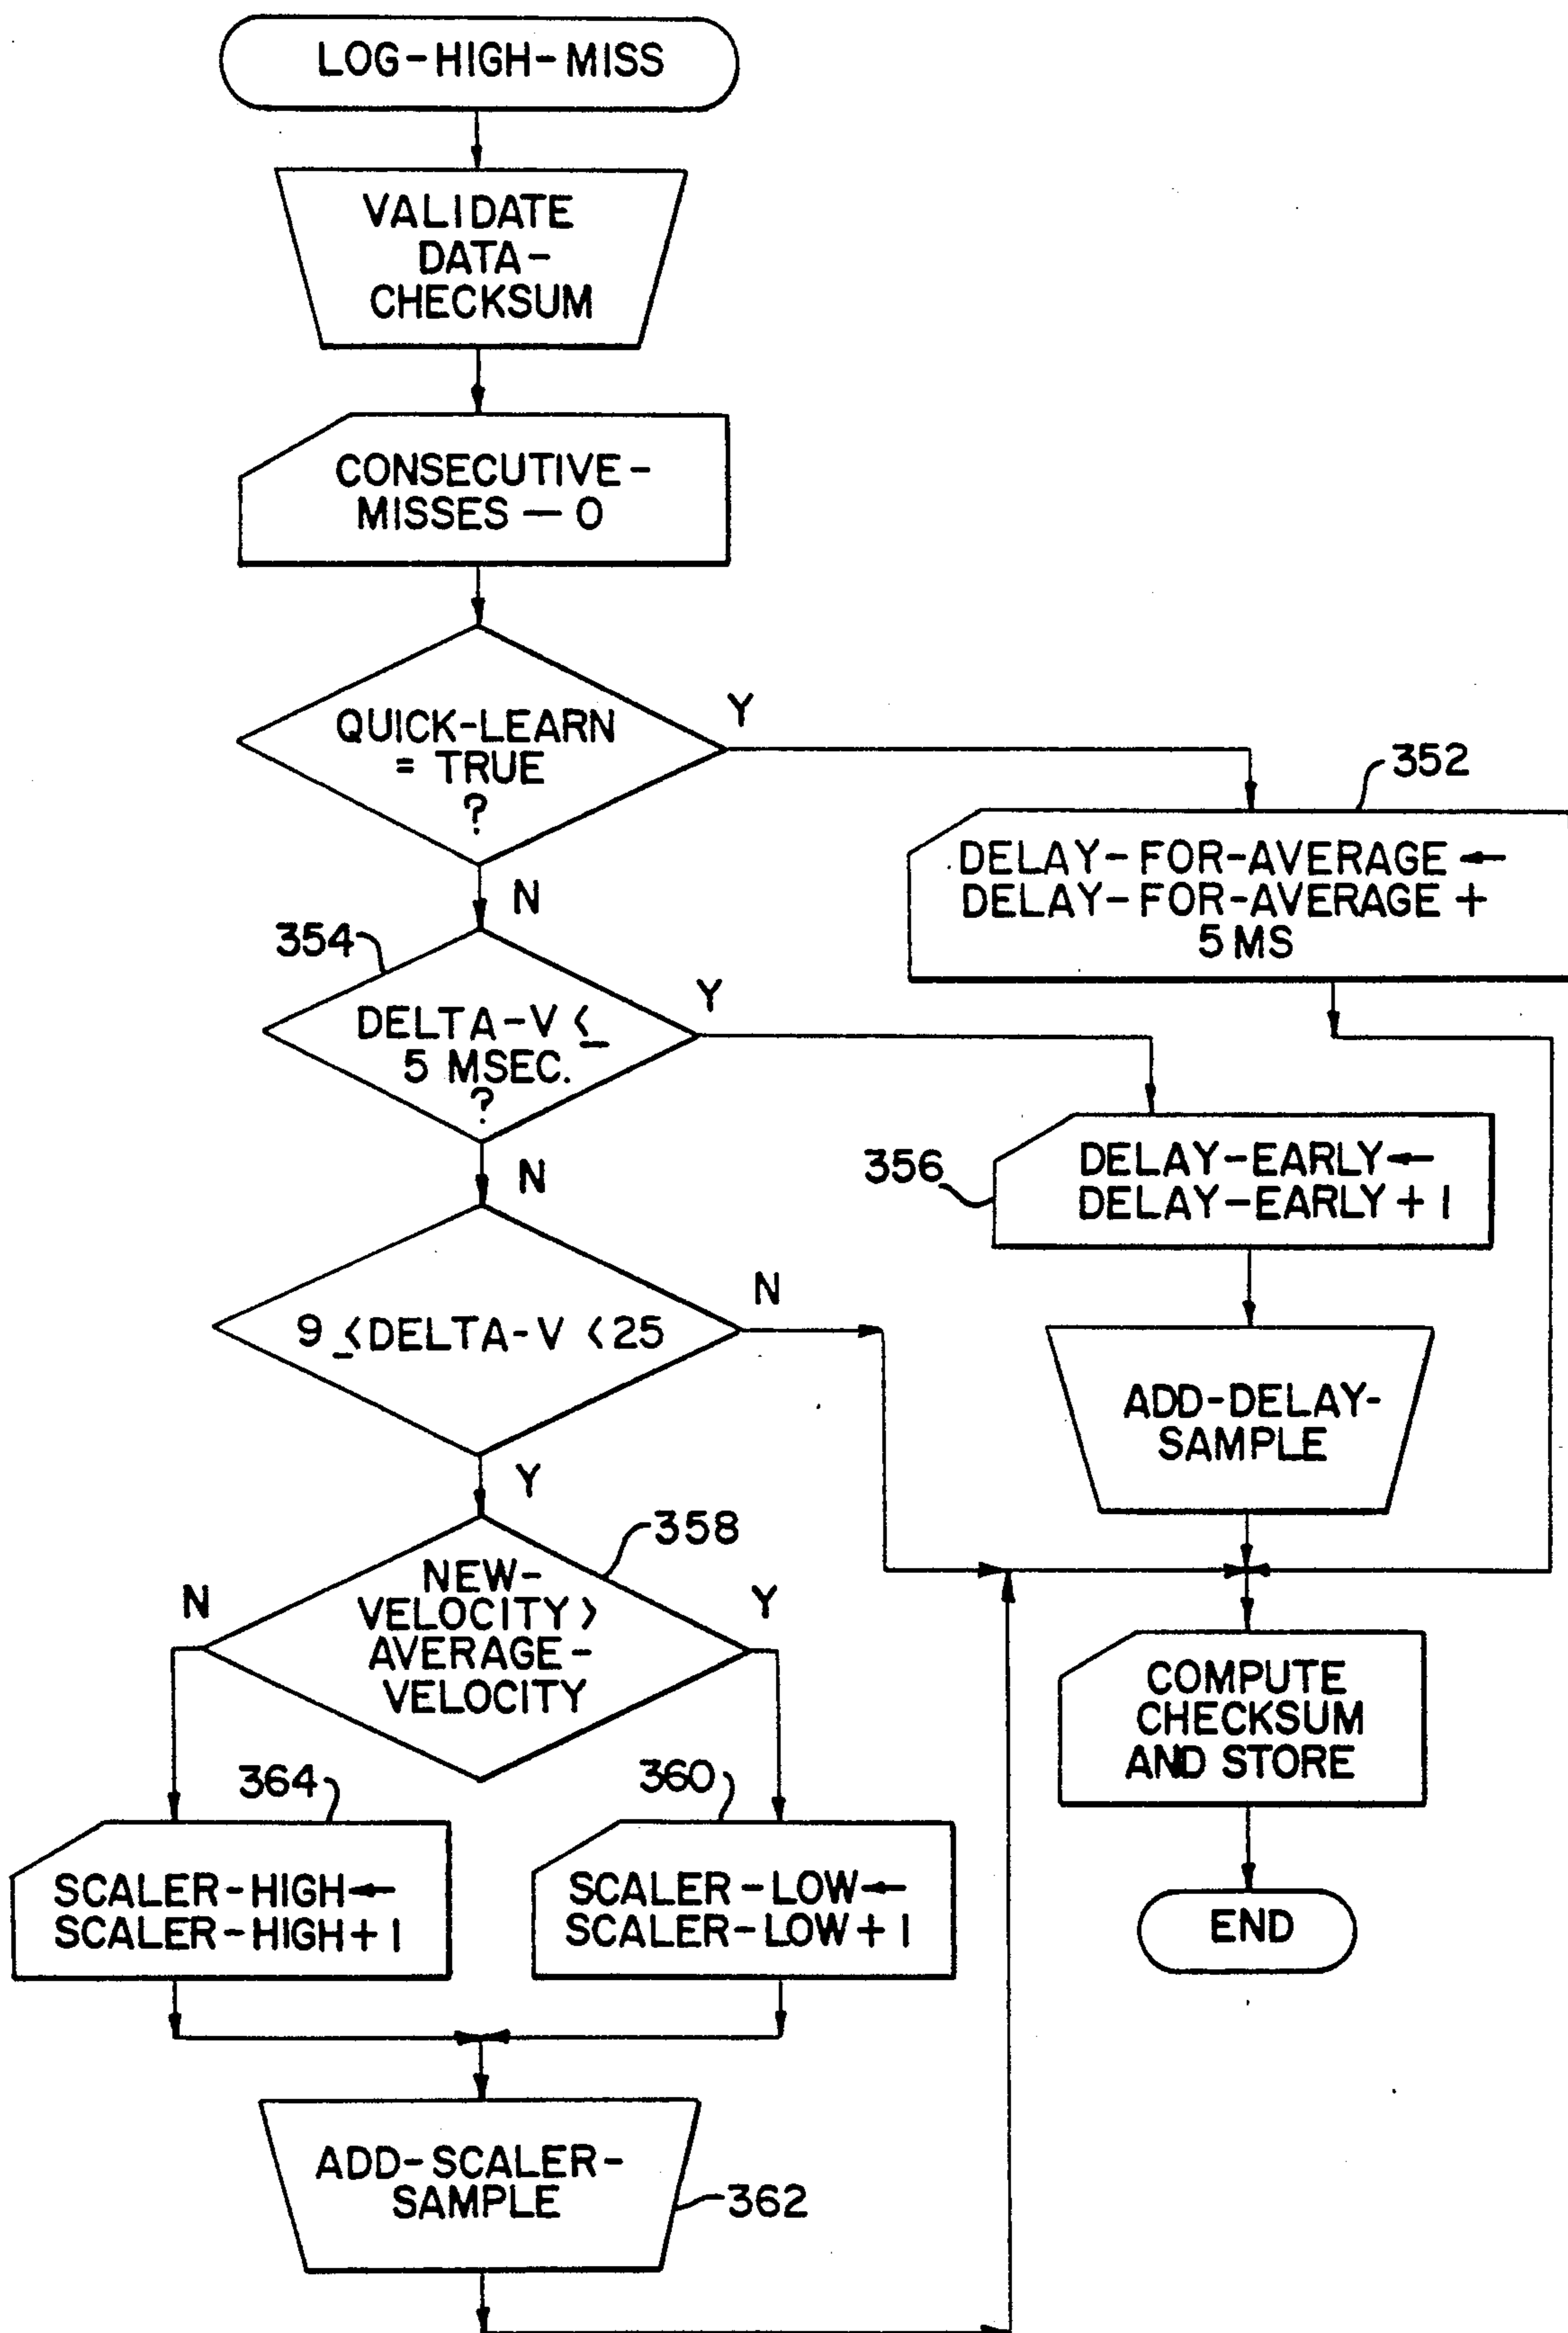 LOG-HIGH-MISS
VALIDATE
DATA-
CHECKSUM
CONSECUTIVE-
MISSES — 0
QUICK-LEARN
= TRUE
?
Y
N
352
DELAY-FOR-AVERAGE ←
DELAY-FOR-AVERAGE +
5 MS
354
DELTA-V ≤
5 MSEC.
?
Y
N
356
DELAY-EARLY ←
DELAY-EARLY + 1
ADD-DELAY-
SAMPLE
9 ≤ DELTA-V < 25
N
Y
358
NEW-
VELOCITY >
AVERAGE-
VELOCITY
N
Y
364
SCALER-HIGH ←
SCALER-HIGH + 1
360
SCALER-LOW ←
SCALER-LOW + 1
ADD-SCALER-
SAMPLE
362
COMPUTE
CHECKSUM
AND STORE
END